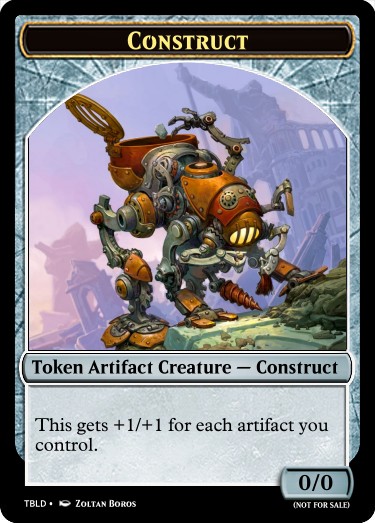 Construct
Token Artifact Creature — Construct
This gets +1/+1 for each artifact you
control.
0/0
TBLD • Zoltan Boros
(NOT FOR SALE)